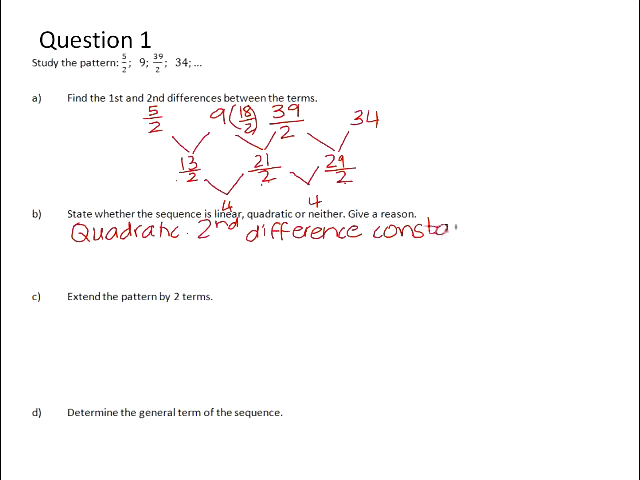 Question 1
Study the pattern: 5/2; 9; 39/2; 34; ...
a) Find the 1st and 2nd differences between the terms.
5/2 9(18/2) 39/2 34
13/2 21/2 29/2
4 4
b) State whether the sequence is linear, quadratic or neither. Give a reason.
Quadratic. 2nd difference consta
c) Extend the pattern by 2 terms.
d) Determine the general term of the sequence.